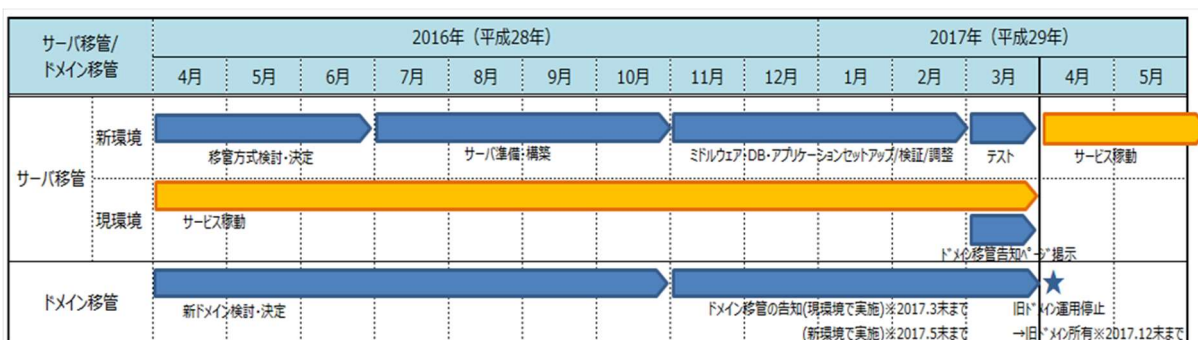 サーバ移管/
ドメイン移管
2016年（平成28年）
2017年（平成29年）
4月 5月 6月 7月 8月 9月 10月 11月 12月 1月 2月 3月 4月 5月
サーバ移管
新環境
移管方式検討・決定
サーバ準備・構築
ミドルウェア・DB・アプリケーションセットアップ/検証/調整
テスト
サービス稼動
現環境
サービス稼動
ドメイン移管告知ページ掲示
ドメイン移管
新ドメイン検討・決定
ドメイン移管の告知(現環境で実施)※2017.3末まで
(新環境で実施)※2017.5末まで
旧ドメイン運用停止
→旧ドメイン所有※2017.12末まで